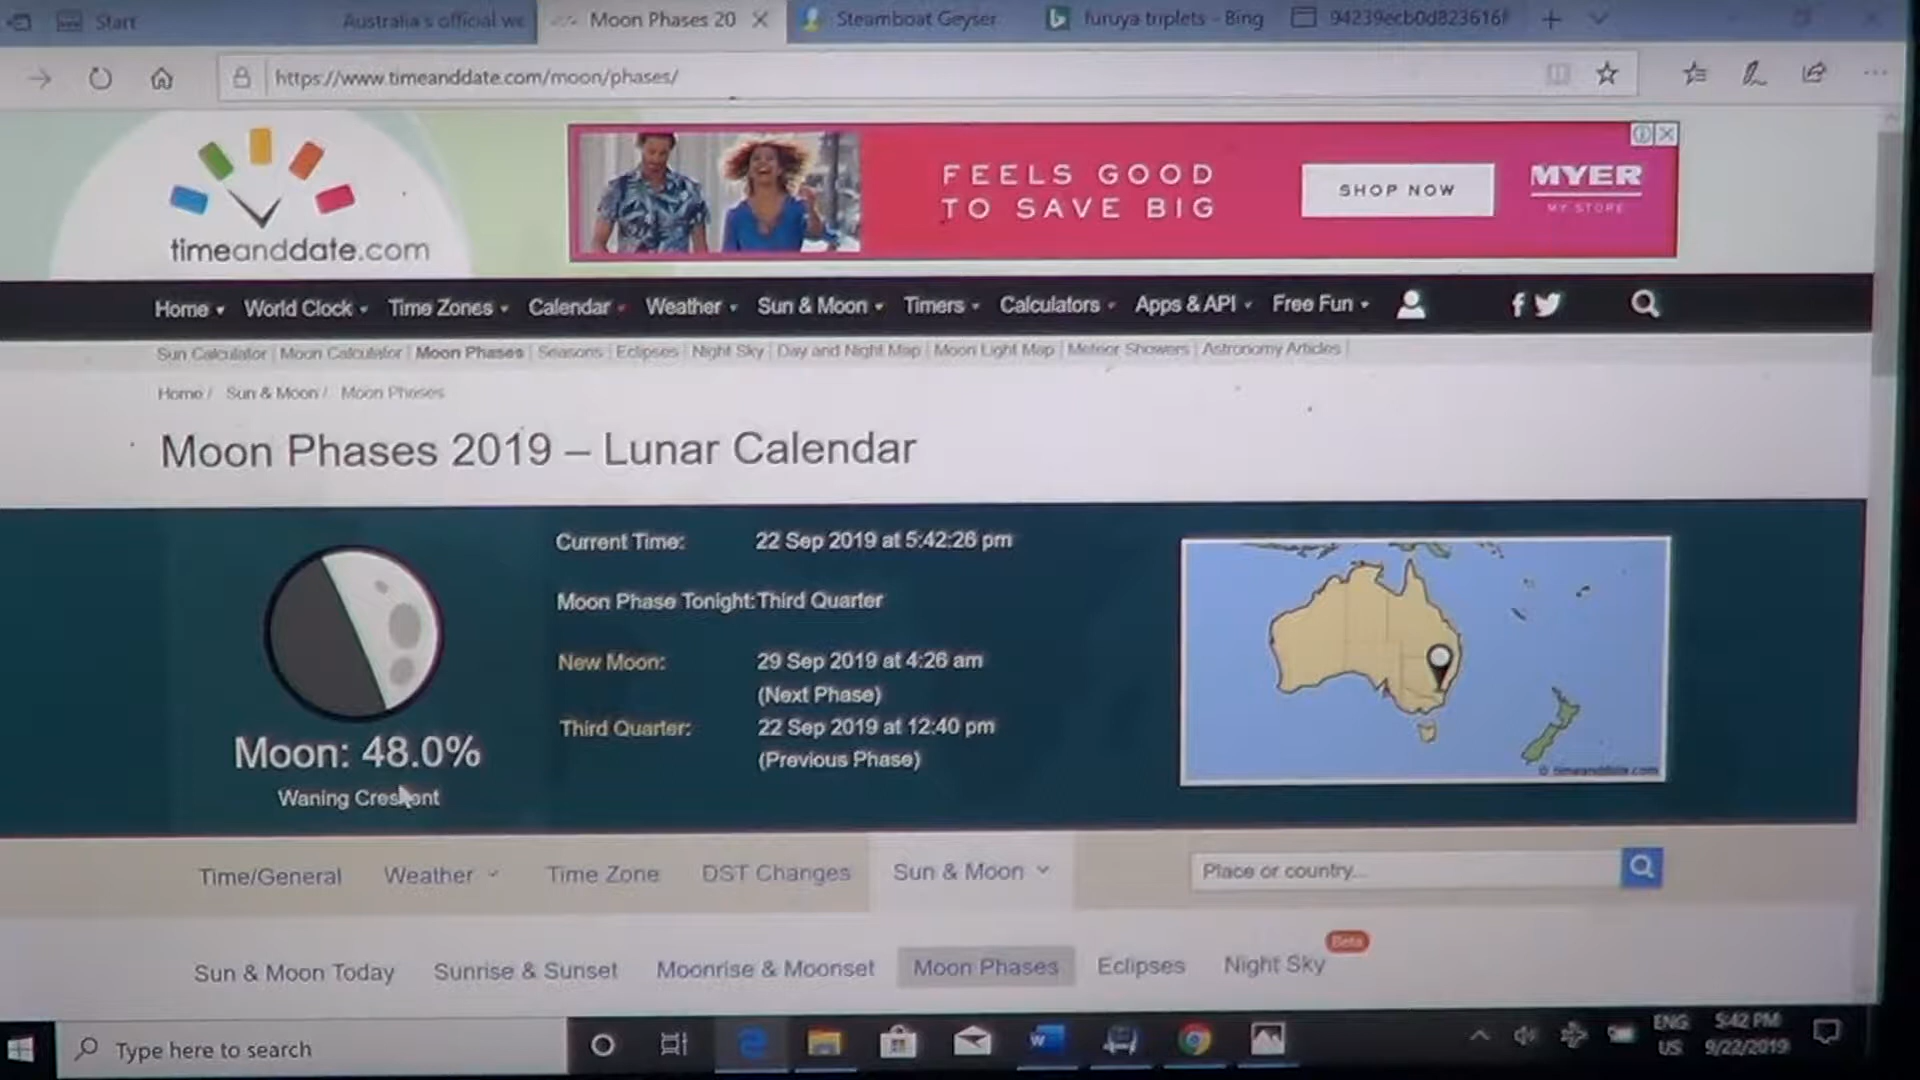 Start
Australia's official we
Moon Phases 20
Steamboat Geyser
furuya triplets - Bing
https://www.timeanddate.com/moon/phases/
timeanddate.com
FEELS GOOD
TO SAVE BIG
SHOP NOW
MYER
MY STORE
Home World Clock Time Zones Calendar Weather Sun & Moon Timers Calculators Apps & API Free Fun
Sun Calculator | Moon Calculator | Moon Phases | Seasons | Eclipses | Night Sky | Day and Night Map | Moon Light Map | Meteor Showers | Astronomy Articles |
Home / Sun & Moon / Moon Phases
Moon Phases 2019 – Lunar Calendar
Current Time: 22 Sep 2019 at 5:42:26 pm
Moon Phase Tonight: Third Quarter
New Moon: 29 Sep 2019 at 4:26 am
(Next Phase)
Third Quarter: 22 Sep 2019 at 12:40 pm
(Previous Phase)
Moon: 48.0%
Waning Crescent
© timeanddate.com
Time/General Weather Time Zone DST Changes Sun & Moon
Place or country...
Sun & Moon Today Sunrise & Sunset Moonrise & Moonset Moon Phases Eclipses Night Sky
Beta
Type here to search
ENG
US
5:42 PM
9/22/2019